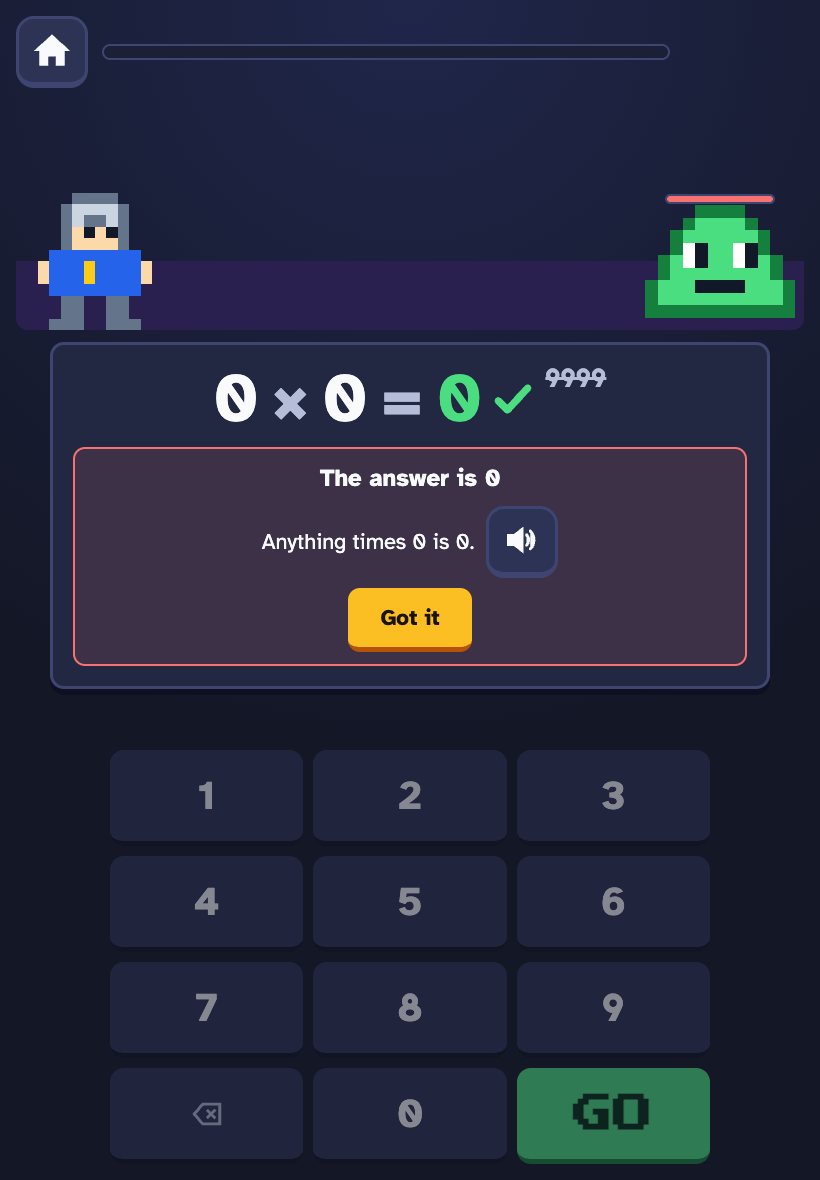 0 × 0 = 0 ✓ 9999
The answer is 0
Anything times 0 is 0.
Got it
1 2 3
4 5 6
7 8 9
0 GO